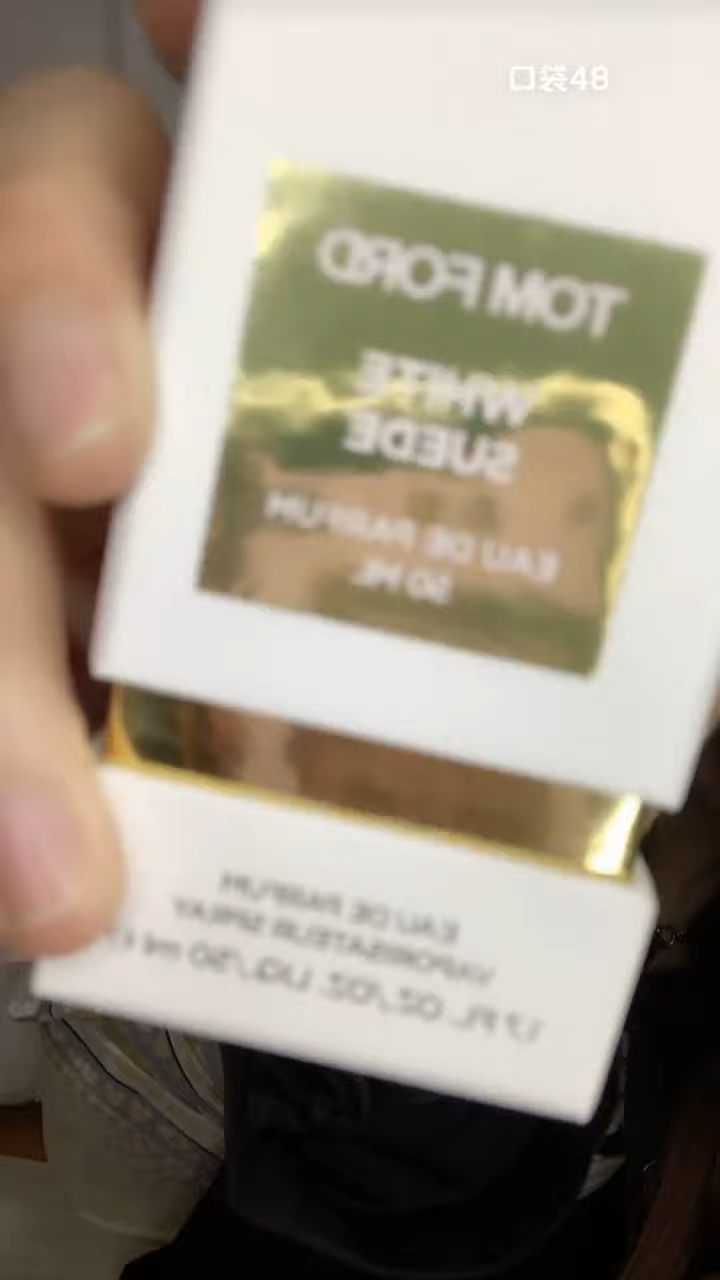 口袋48
TOM FORD
WHITE
SUEDE
EAU DE PARFUM
50 ML
EAU DE PARFUM
VAPORISATEUR SPRAY
1.7 FL. OZ./OZ. LIQ./50 ml